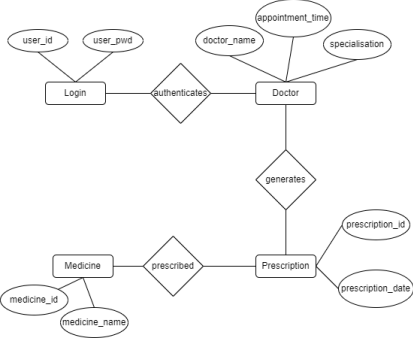 appointment_time
user_id
user_pwd
doctor_name
specialisation
Login
authenticates
Doctor
generates
prescription_id
Medicine
prescribed
Prescription
medicine_id
prescription_date
medicine_name